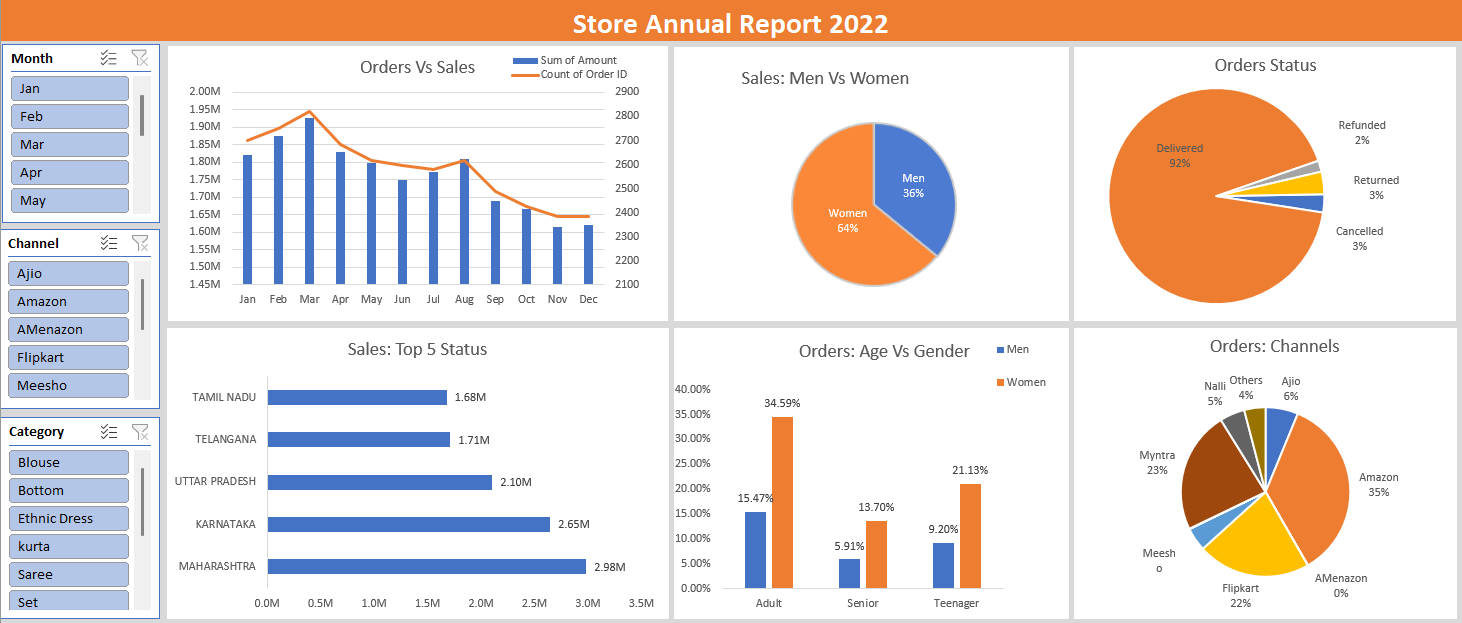 Store Annual Report 2022
Month
Jan
Feb
Mar
Apr
May
Channel
Ajio
Amazon
AMenazon
Flipkart
Meesho
Category
Blouse
Bottom
Ethnic Dress
kurta
Saree
Set
Orders Vs Sales
Sum of Amount
Count of Order ID
2.00M
1.95M
1.90M
1.85M
1.80M
1.75M
1.70M
1.65M
1.60M
1.55M
1.50M
1.45M
2900
2800
2700
2600
2500
2400
2300
2200
2100
Jan Feb Mar Apr May Jun Jul Aug Sep Oct Nov Dec
Sales: Men Vs Women
Men
36%
Women
64%
Orders Status
Delivered
92%
Refunded
2%
Returned
3%
Cancelled
3%
Sales: Top 5 Status
TAMIL NADU 1.68M
TELANGANA 1.71M
UTTAR PRADESH 2.10M
KARNATAKA 2.65M
MAHARASHTRA 2.98M
0.0M 0.5M 1.0M 1.5M 2.0M 2.5M 3.0M 3.5M
Orders: Age Vs Gender
Men
Women
40.00%
35.00%
30.00%
25.00%
20.00%
15.00%
10.00%
5.00%
0.00%
15.47% 34.59%
5.91% 13.70%
9.20% 21.13%
Adult Senior Teenager
Orders: Channels
Nalli
5%
Others
4%
Ajio
6%
Myntra
23%
Amazon
35%
Meesh
o
Flipkart
22%
AMenazon
0%